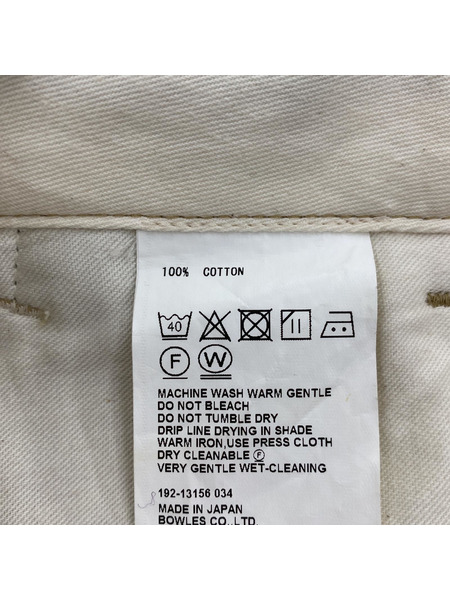 100% COTTON
40
F W
MACHINE WASH WARM GENTLE
DO NOT BLEACH
DO NOT TUMBLE DRY
DRIP LINE DRYING IN SHADE
WARM IRON,USE PRESS CLOTH
DRY CLEANABLE Ⓕ
VERY GENTLE WET-CLEANING
192-13156 034
MADE IN JAPAN
BOWLES CO.,LTD.